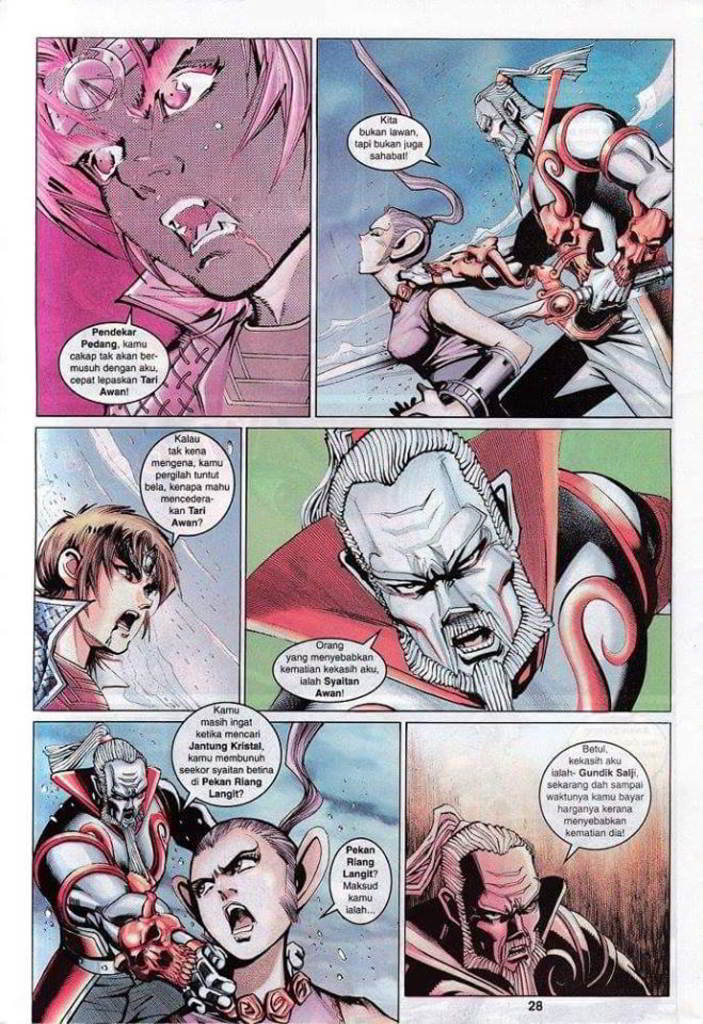 Pendekar
Pedang, kamu
cakap tak akan ber-
musuh dengan aku,
cepat lepaskan Tari
Awan!
Kita
bukan lawan,
tapi bukan juga
sahabat!
Kalau
tak kena
mengena, kamu
pergilah tuntut
bela, kenapa mahu
mencedera-
kan Tari
Awan?
Orang
yang menyebabkan
kematian kekasih aku,
ialah Syaitan
Awan!
Kamu
masih ingat
ketika mencari
Jantung Kristal,
kamu membunuh
seekor syaitan betina
di Pekan Riang
Langit?
Pekan
Riang
Langit?
Maksud
kamu
ialah...
Betul,
kekasih aku
ialah- Gundik Salji,
sekarang dah sampai
waktunya kamu bayar
harganya kerana
menyebabkan
kematian dia!
28